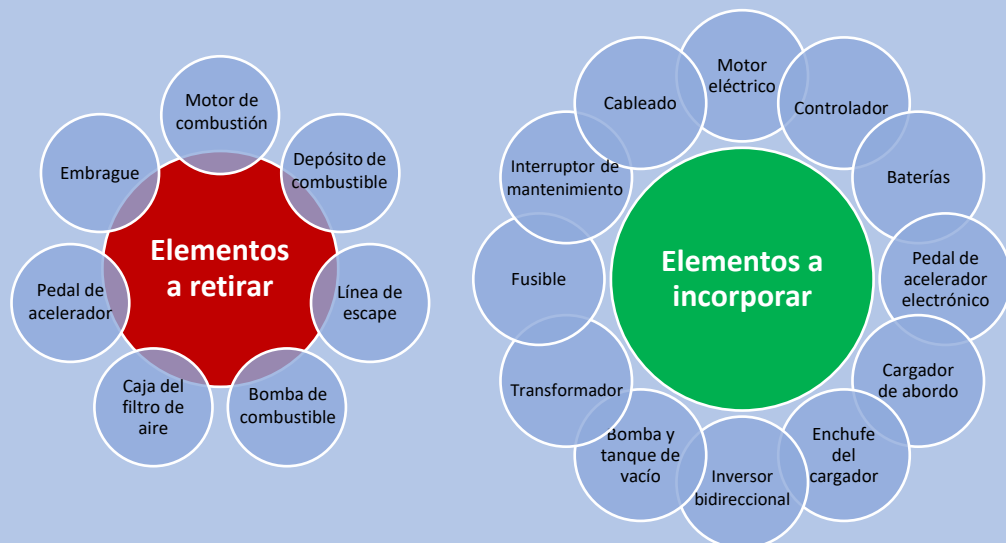 Elementos
a retirar
Motor de
combustión
Depósito de
combustible
Línea de
escape
Bomba de
combustible
Caja del
filtro de
aire
Pedal de
acelerador
Embrague
Elementos a
incorporar
Motor
eléctrico
Controlador
Baterías
Pedal de
acelerador
electrónico
Cargador
de abordo
Enchufe
del
cargador
Inversor
bidireccional
Bomba y
tanque de
vacío
Transformador
Fusible
Interruptor de
mantenimiento
Cableado